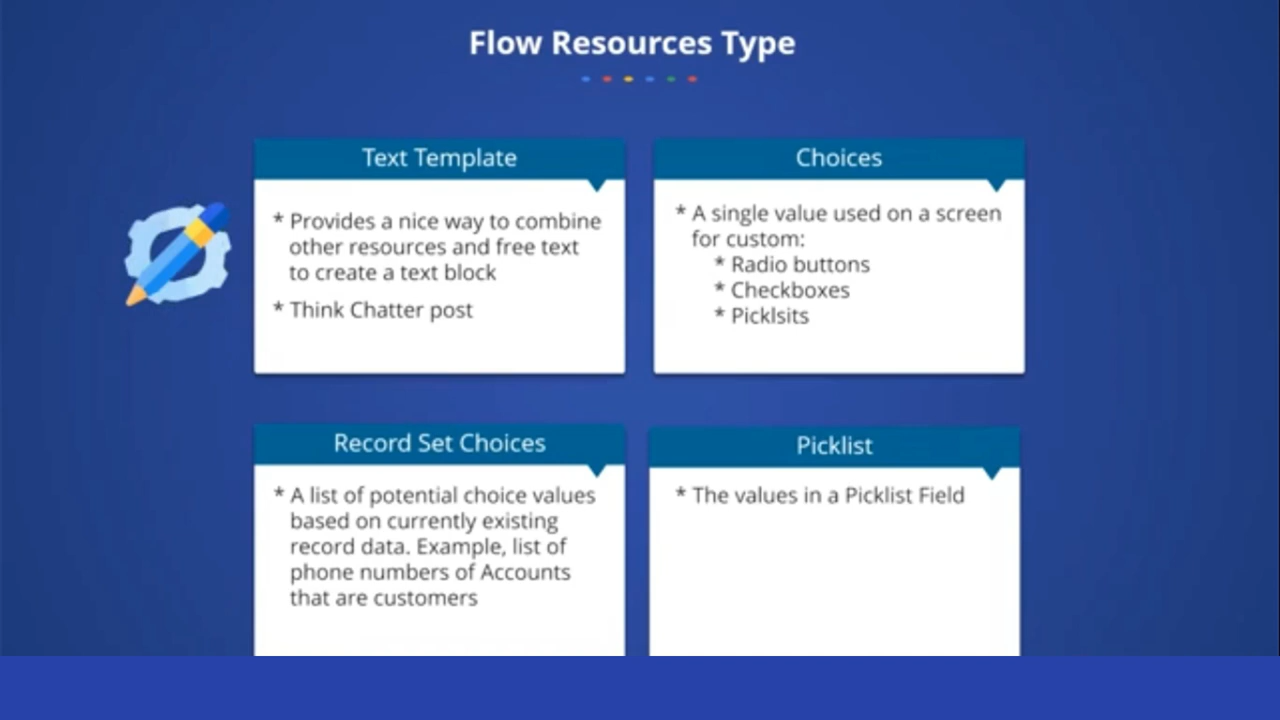 Flow Resources Type
Text Template
* Provides a nice way to combine
other resources and free text
to create a text block
* Think Chatter post
Choices
* A single value used on a screen
for custom:
* Radio buttons
* Checkboxes
* Picklsits
Record Set Choices
* A list of potential choice values
based on currently existing
record data. Example, list of
phone numbers of Accounts
that are customers
Picklist
* The values in a Picklist Field